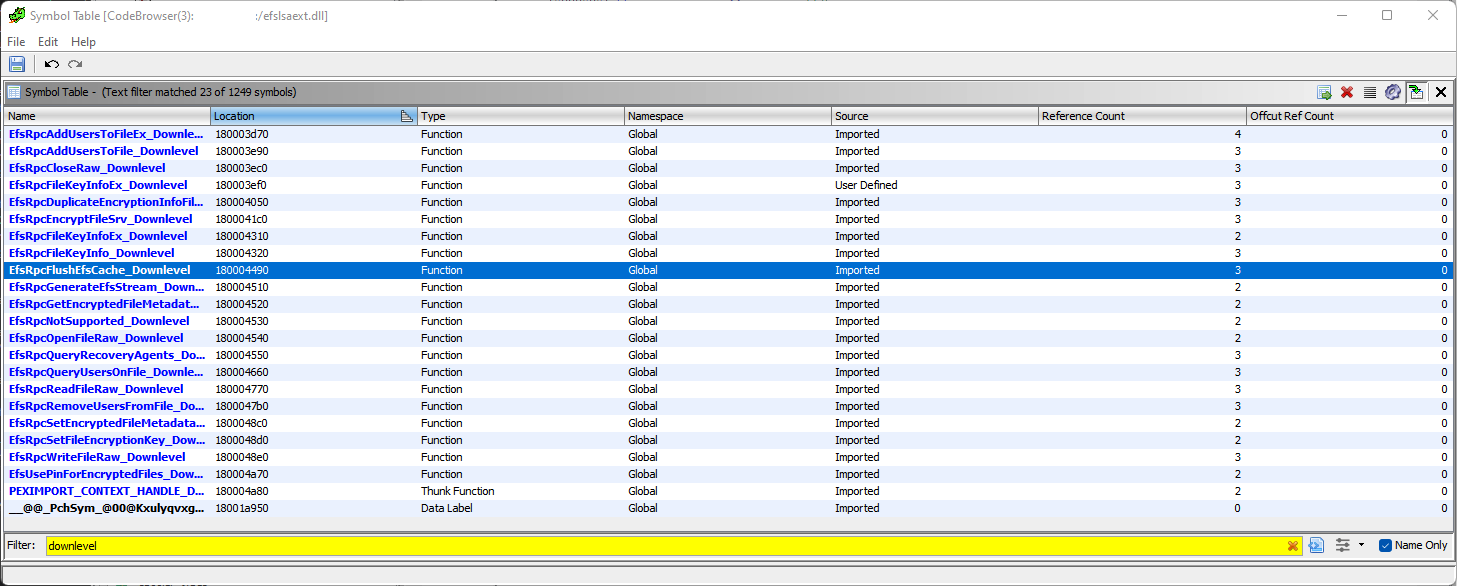 Symbol Table [CodeBrowser(3): :/efslsaext.dll]
File Edit Help
Symbol Table - (Text filter matched 23 of 1249 symbols)
Name Location Type Namespace Source Reference Count Offcut Ref Count
EfsRpcAddUsersToFileEx_Downle... 180003d70 Function Global Imported 4 0
EfsRpcAddUsersToFile_Downlevel 180003e90 Function Global Imported 3 0
EfsRpcCloseRaw_Downlevel 180003ec0 Function Global Imported 3 0
EfsRpcFileKeyInfoEx_Downlevel 180003ef0 Function Global User Defined 3 0
EfsRpcDuplicateEncryptionInfoFil... 180004050 Function Global Imported 3 0
EfsRpcEncryptFileSrv_Downlevel 1800041c0 Function Global Imported 3 0
EfsRpcFileKeyInfoEx_Downlevel 180004310 Function Global Imported 2 0
EfsRpcFileKeyInfo_Downlevel 180004320 Function Global Imported 3 0
EfsRpcFlushEfsCache_Downlevel 180004490 Function Global Imported 3 0
EfsRpcGenerateEfsStream_Down... 180004510 Function Global Imported 2 0
EfsRpcGetEncryptedFileMetadat... 180004520 Function Global Imported 2 0
EfsRpcNotSupported_Downlevel 180004530 Function Global Imported 2 0
EfsRpcOpenFileRaw_Downlevel 180004540 Function Global Imported 2 0
EfsRpcQueryRecoveryAgents_Do... 180004550 Function Global Imported 3 0
EfsRpcQueryUsersOnFile_Downle... 180004660 Function Global Imported 3 0
EfsRpcReadFileRaw_Downlevel 180004770 Function Global Imported 3 0
EfsRpcRemoveUsersFromFile_Do... 1800047b0 Function Global Imported 3 0
EfsRpcSetEncryptedFileMetadata... 1800048c0 Function Global Imported 2 0
EfsRpcSetFileEncryptionKey_Dow... 1800048d0 Function Global Imported 2 0
EfsRpcWriteFileRaw_Downlevel 1800048e0 Function Global Imported 3 0
EfsUsePinForEncryptedFiles_Dow... 180004a70 Function Global Imported 2 0
PEXIMPORT_CONTEXT_HANDLE_D... 180004a80 Thunk Function Global Imported 2 0
__@@_PchSym_@00@Kxulyqvxg... 18001a950 Data Label Global Imported 0 0
Filter: downlevel Name Only